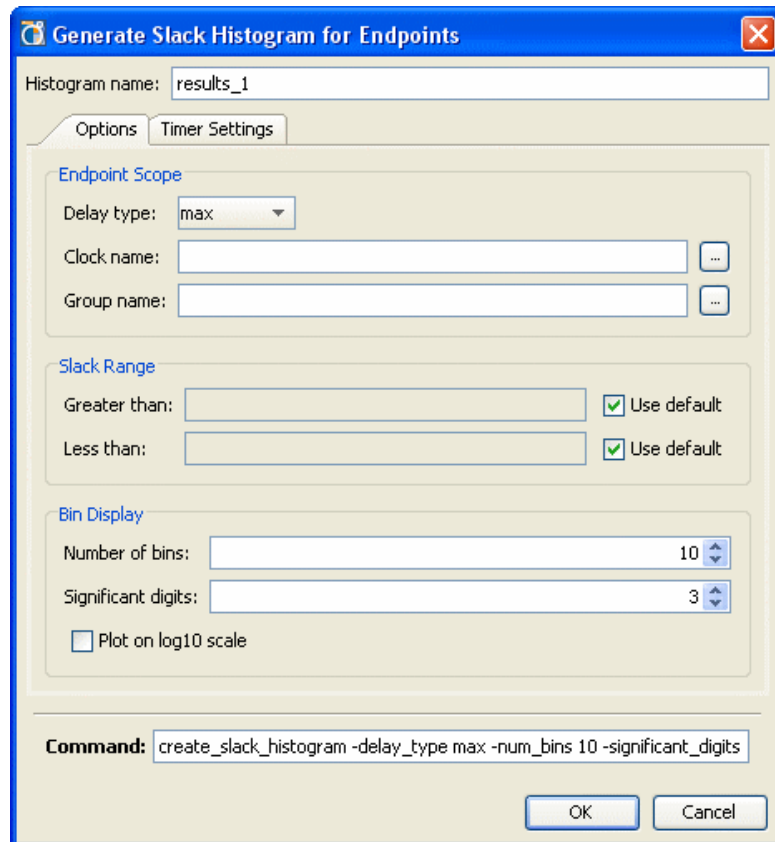 Generate Slack Histogram for Endpoints
Histogram name: results_1
Options Timer Settings
Endpoint Scope
Delay type: max
Clock name: ...
Group name: ...
Slack Range
Greater than: Use default
Less than: Use default
Bin Display
Number of bins: 10
Significant digits: 3
Plot on log10 scale
Command: create_slack_histogram -delay_type max -num_bins 10 -significant_digits
OK Cancel